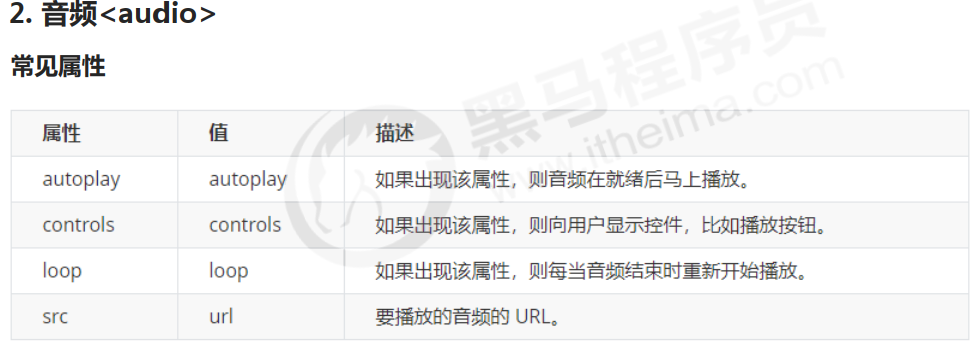 2. 音频<audio>
常见属性
属性 值 描述
autoplay autoplay 如果出现该属性，则音频在就绪后马上播放。
controls controls 如果出现该属性，则向用户显示控件，比如播放按钮。
loop loop 如果出现该属性，则每当音频结束时重新开始播放。
src url 要播放的音频的 URL。
黑马程序员
www.itheima.com